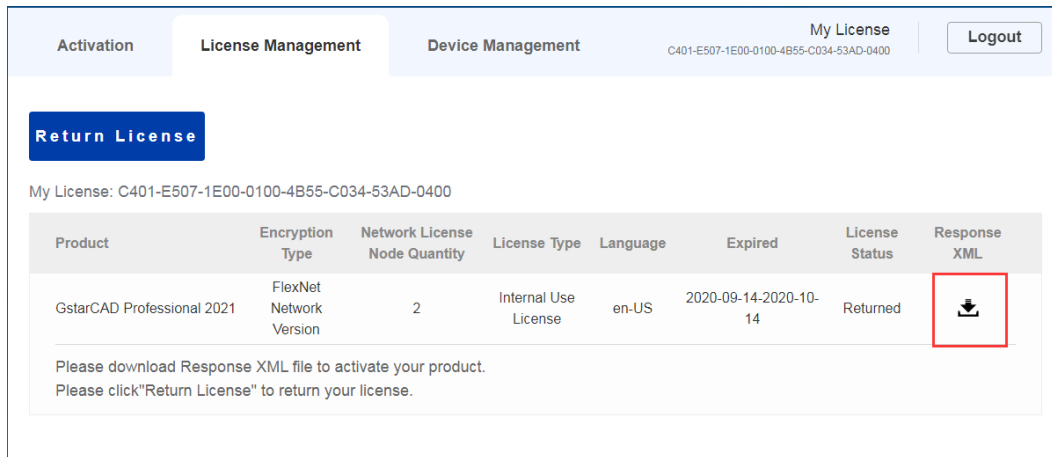 Activation
License Management
Device Management
My License
C401-E507-1E00-0100-4B55-C034-53AD-0400
Logout
Return License
My License: C401-E507-1E00-0100-4B55-C034-53AD-0400
Product
Encryption
Type
Network License
Node Quantity
License Type
Language
Expired
License
Status
Response
XML
GstarCAD Professional 2021
FlexNet
Network
Version
2
Internal Use
License
en-US
2020-09-14-2020-10-
14
Returned
Please download Response XML file to activate your product.
Please click"Return License" to return your license.